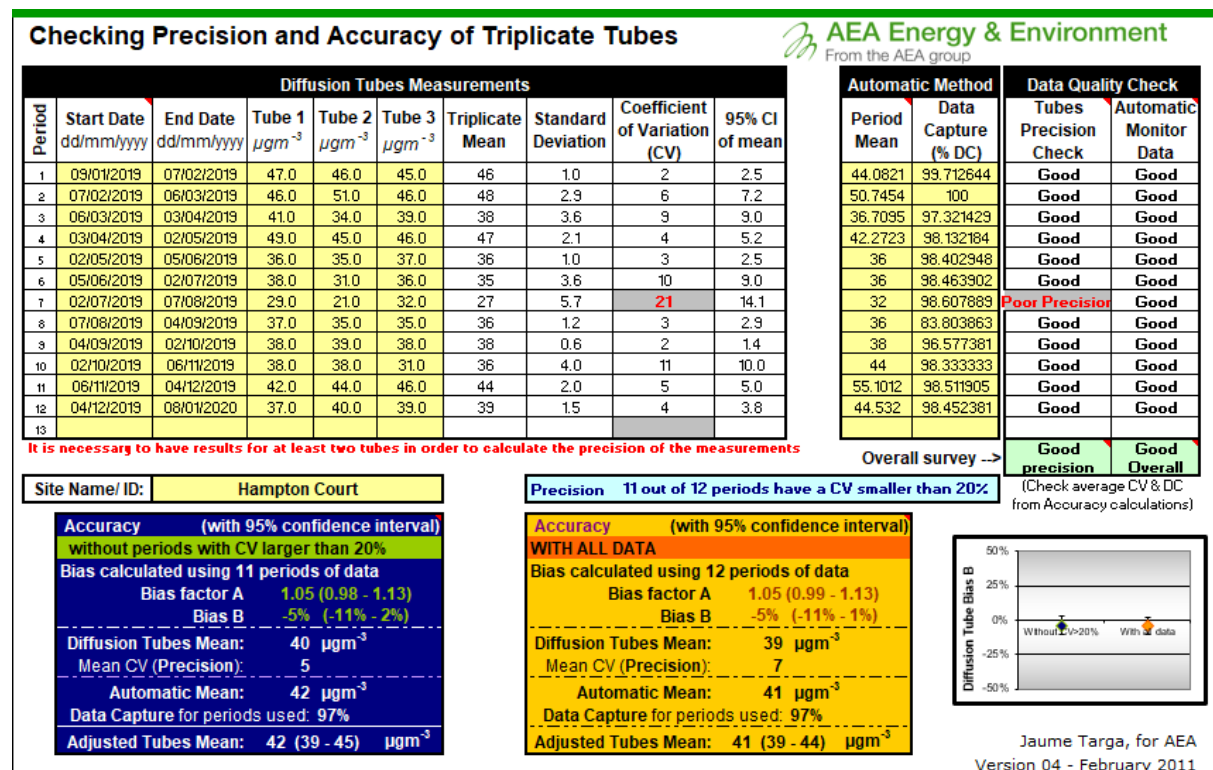 Checking Precision and Accuracy of Triplicate Tubes
AEA Energy & Environment
From the AEA group
Diffusion Tubes Measurements
Automatic Method
Data Quality Check
Period Start Date dd/mm/yyyy End Date dd/mm/yyyy Tube 1 µgm-3 Tube 2 µgm-3 Tube 3 µgm-3 Triplicate Mean Standard Deviation Coefficient of Variation (CV) 95% CI of mean Period Mean Data Capture (% DC) Tubes Precision Check Automatic Monitor Data
1 09/01/2019 07/02/2019 47.0 46.0 45.0 46 1.0 2 2.5 44.0821 99.712644 Good Good
2 07/02/2019 06/03/2019 46.0 51.0 46.0 48 2.9 6 7.2 50.7454 100 Good Good
3 06/03/2019 03/04/2019 41.0 34.0 39.0 38 3.6 9 9.0 36.7095 97.321429 Good Good
4 03/04/2019 02/05/2019 49.0 45.0 46.0 47 2.1 4 5.2 42.2723 98.132184 Good Good
5 02/05/2019 05/06/2019 36.0 35.0 37.0 36 1.0 3 2.5 36 98.402948 Good Good
6 05/06/2019 02/07/2019 38.0 31.0 36.0 35 3.6 10 9.0 36 98.463902 Good Good
7 02/07/2019 07/08/2019 29.0 21.0 32.0 27 5.7 21 14.1 32 98.607889 Poor Precision Good
8 07/08/2019 04/09/2019 37.0 35.0 35.0 36 1.2 3 2.9 36 83.803863 Good Good
9 04/09/2019 02/10/2019 38.0 39.0 38.0 38 0.6 2 1.4 38 96.577381 Good Good
10 02/10/2019 06/11/2019 38.0 38.0 31.0 36 4.0 11 10.0 44 98.333333 Good Good
11 06/11/2019 04/12/2019 42.0 44.0 46.0 44 2.0 5 5.0 55.1012 98.511905 Good Good
12 04/12/2019 08/01/2020 37.0 40.0 39.0 39 1.5 4 3.8 44.532 98.452381 Good Good
13
It is necessary to have results for at least two tubes in order to calculate the precision of the measurements
Overall survey --> Good precision Good Overall
Site Name/ ID: Hampton Court
Precision 11 out of 12 periods have a CV smaller than 20%
(Check average CV & DC from Accuracy calculations)
Accuracy (with 95% confidence interval)
without periods with CV larger than 20%
Bias calculated using 11 periods of data
Bias factor A 1.05 (0.98 - 1.13)
Bias B -5% (-11% - 2%)
Diffusion Tubes Mean: 40 µgm-3
Mean CV (Precision): 5
Automatic Mean: 42 µgm-3
Data Capture for periods used: 97%
Adjusted Tubes Mean: 42 (39 - 45) µgm-3
Accuracy (with 95% confidence interval)
WITH ALL DATA
Bias calculated using 12 periods of data
Bias factor A 1.05 (0.99 - 1.13)
Bias B -5% (-11% - 1%)
Diffusion Tubes Mean: 39 µgm-3
Mean CV (Precision): 7
Automatic Mean: 41 µgm-3
Data Capture for periods used: 97%
Adjusted Tubes Mean: 41 (39 - 44) µgm-3
Diffusion Tube Bias B
50%
25%
0%
-25%
-50%
Without CV>20% With all data
Jaume Targa, for AEA
Version 04 - February 2011